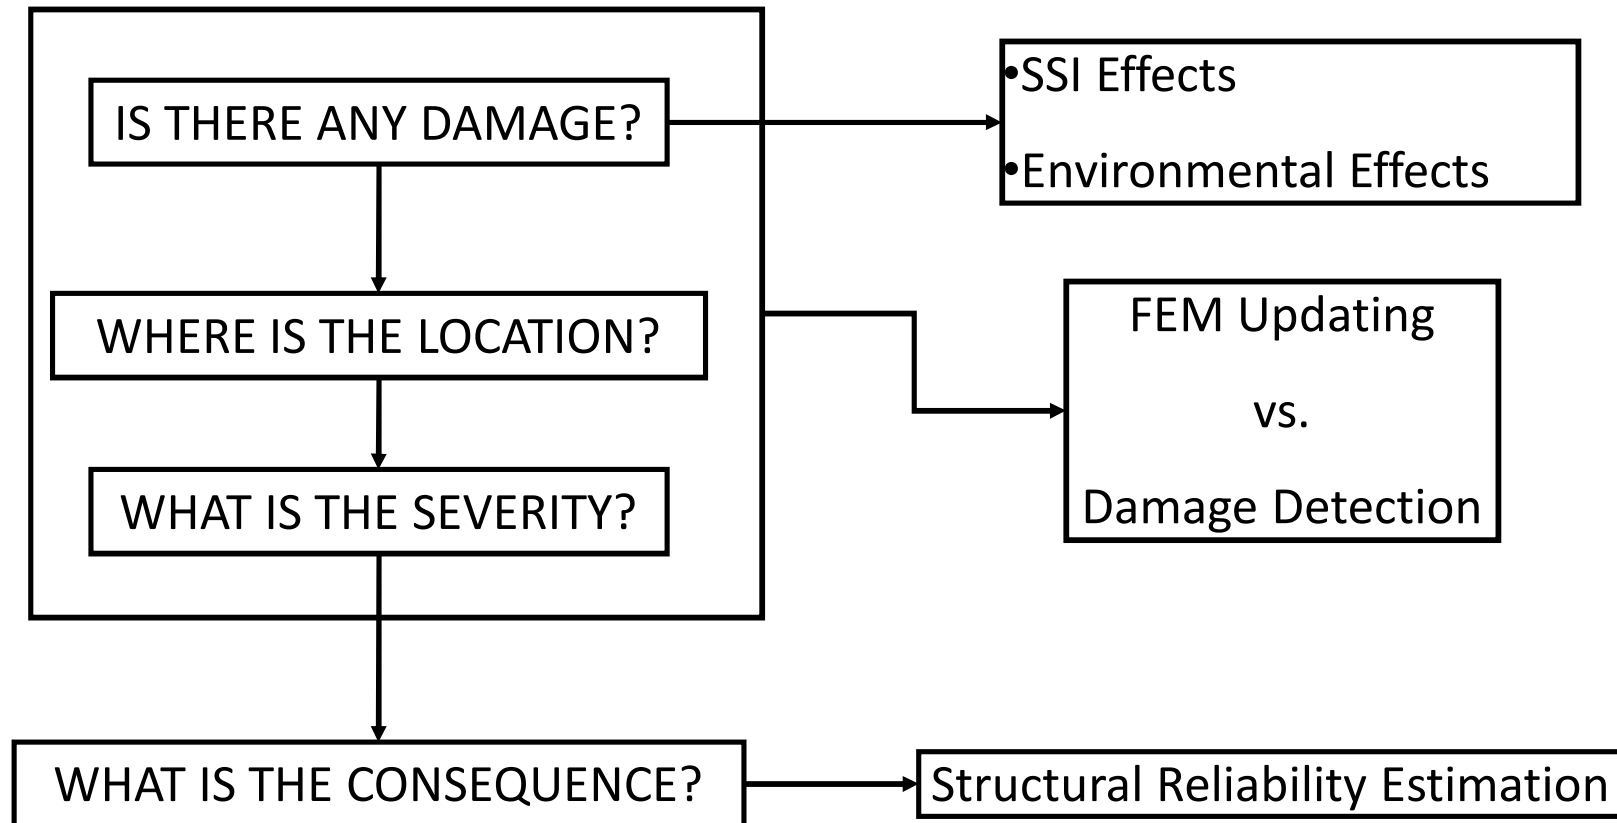 IS THERE ANY DAMAGE?
•SSI Effects
•Environmental Effects
WHERE IS THE LOCATION?
FEM Updating
vs.
Damage Detection
WHAT IS THE SEVERITY?
WHAT IS THE CONSEQUENCE?
Structural Reliability Estimation